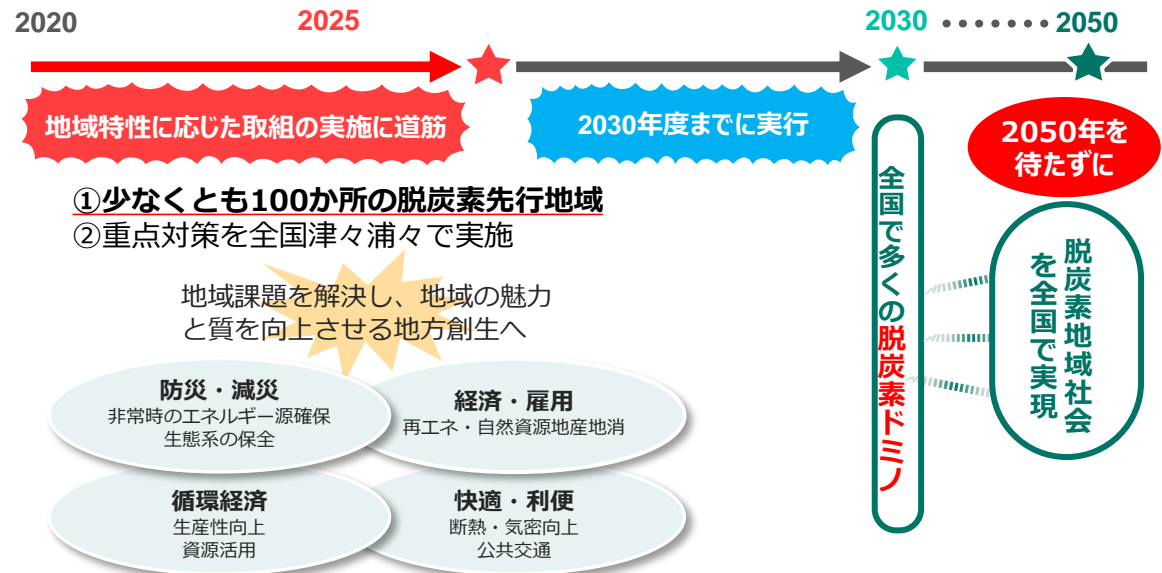 2020
2025
2030 ・・・・・・・ 2050
地域特性に応じた取組の実施に道筋
2030年度までに実行
2050年を
待たずに
①少なくとも100か所の脱炭素先行地域
②重点対策を全国津々浦々で実施
地域課題を解決し、地域の魅力
と質を向上させる地方創生へ
防災・減災
非常時のエネルギー源確保
生態系の保全
経済・雇用
再エネ・自然資源地産地消
循環経済
生産性向上
資源活用
快適・利便
断熱・気密向上
公共交通
全国で多くの脱炭素ドミノ
脱炭素地域社会
を全国で実現